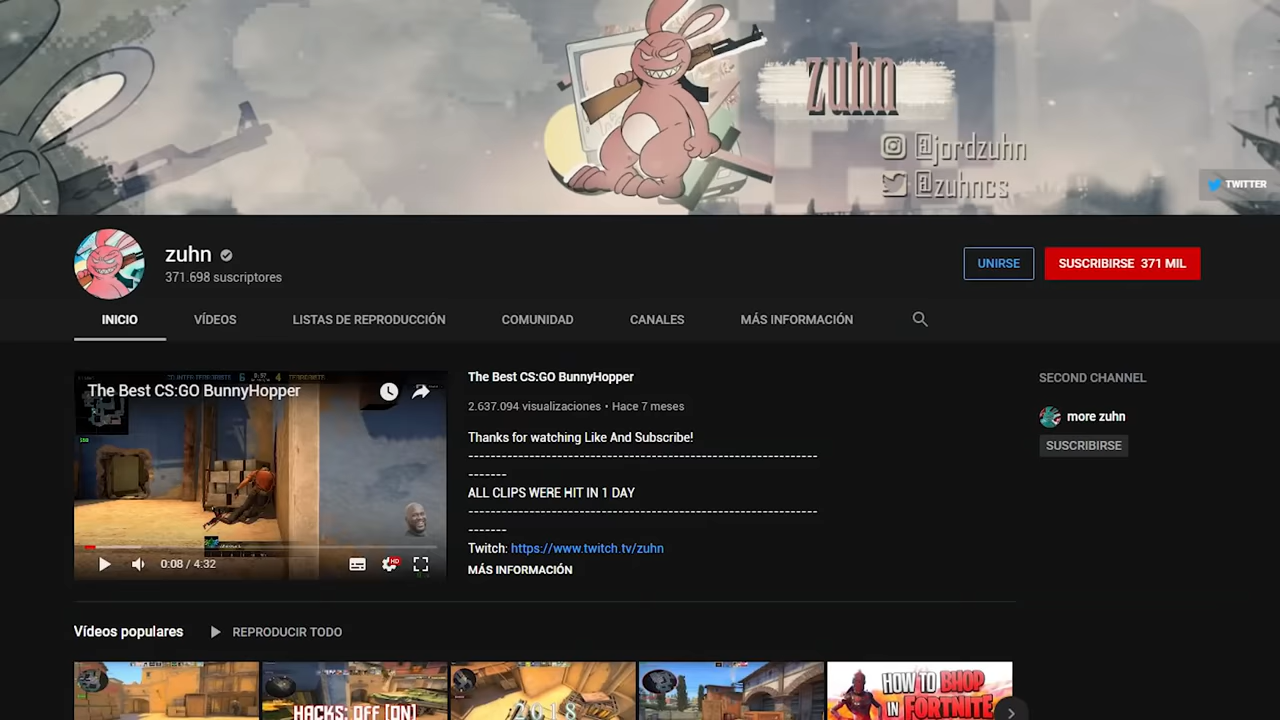 zuhn
@jordzuhn
@zuhncs
TWITTER
zuhn
371.698 suscriptores
UNIRSE
SUSCRIBIRSE 371 MIL
INICIO
VÍDEOS
LISTAS DE REPRODUCCIÓN
COMUNIDAD
CANALES
MÁS INFORMACIÓN
The Best CS:GO BunnyHopper
0:08 / 4:32
HD
The Best CS:GO BunnyHopper
2.637.094 visualizaciones • Hace 7 meses
Thanks for watching Like And Subscribe!
---------------------------------------------------------------
-------
ALL CLIPS WERE HIT IN 1 DAY
---------------------------------------------------------------
-------
Twitch: https://www.twitch.tv/zuhn
MÁS INFORMACIÓN
SECOND CHANNEL
more zuhn
SUSCRIBIRSE
Vídeos populares
REPRODUCIR TODO
HACKS: OFF [ON]
2018
HOW TO BHOP
IN FORTNITE